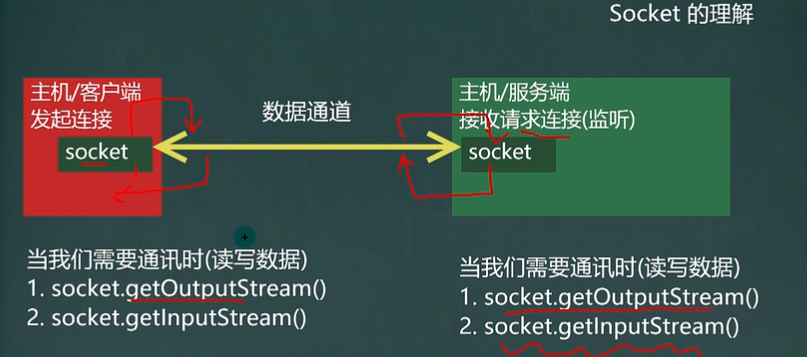 Socket 的理解
主机/客户端
发起连接
socket
数据通道
主机/服务端
接收请求连接(监听)
socket
当我们需要通讯时(读写数据)
1. socket.getOutputStream()
2. socket.getInputStream()
当我们需要通讯时(读写数据)
1. socket.getOutputStream()
2. socket.getInputStream()